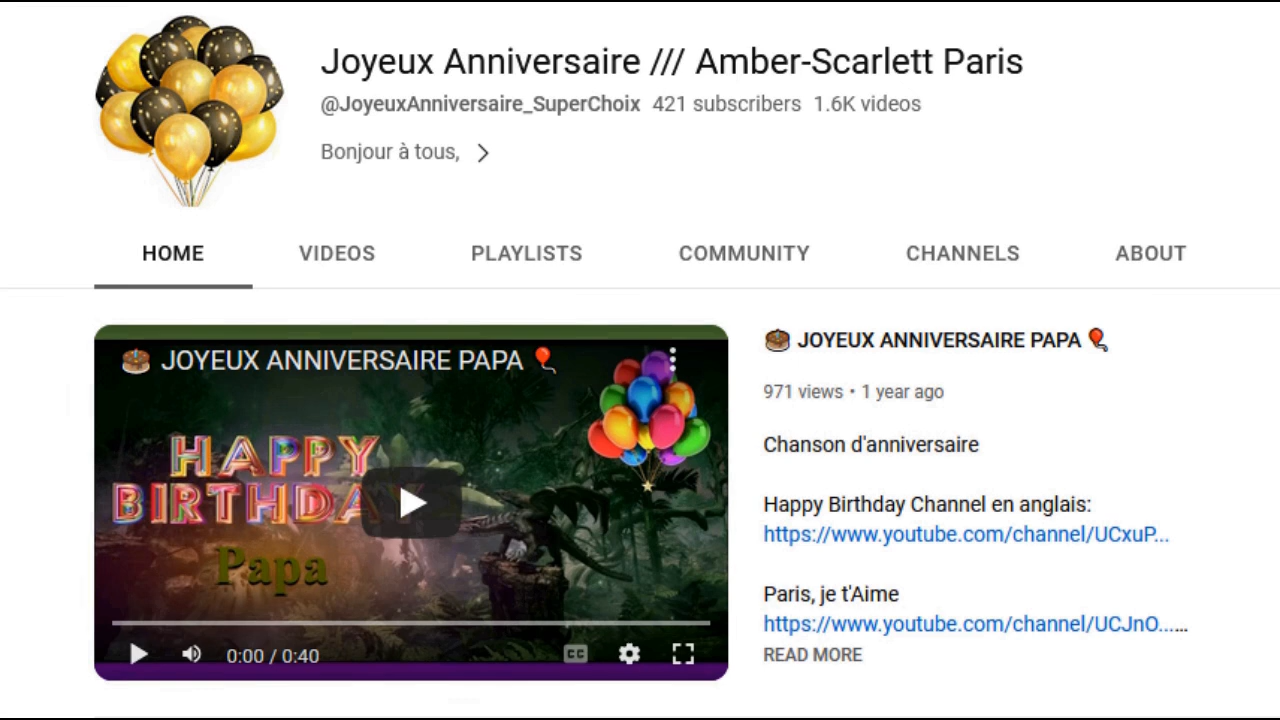 Joyeux Anniversaire /// Amber-Scarlett Paris
@JoyeuxAnniversaire_SuperChoix 421 subscribers 1.6K videos
Bonjour à tous,
HOME VIDEOS PLAYLISTS COMMUNITY CHANNELS ABOUT
JOYEUX ANNIVERSAIRE PAPA
HAPPY
BIRTHDAY
Papa
0:00 / 0:40
CC
JOYEUX ANNIVERSAIRE PAPA
971 views • 1 year ago
Chanson d'anniversaire
Happy Birthday Channel en anglais:
https://www.youtube.com/channel/UCxuP...
Paris, je t'Aime
https://www.youtube.com/channel/UCJnO......
READ MORE